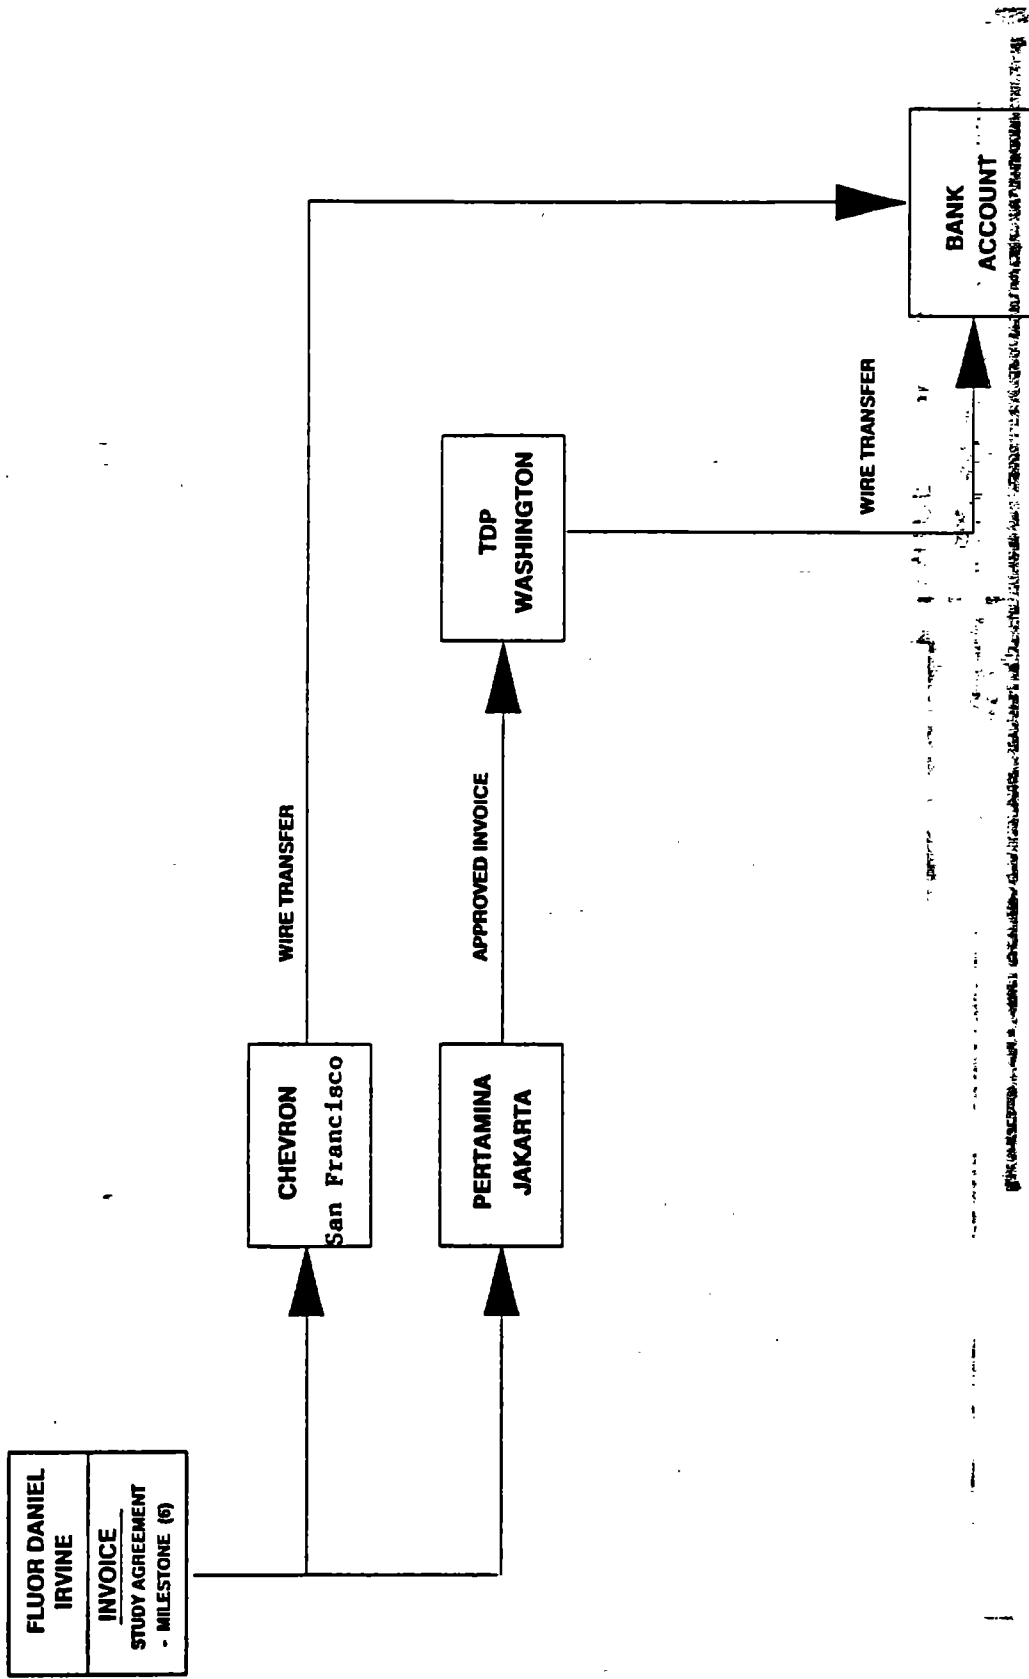 FLUOR DANIEL
IRVINE
INVOICE
STUDY AGREEMENT
- MILESTONE (6)
CHEVRON
San Francisco
WIRE TRANSFER
PERTAMINA
JAKARTA
APPROVED INVOICE
TDP
WASHINGTON
WIRE TRANSFER
BANK
ACCOUNT